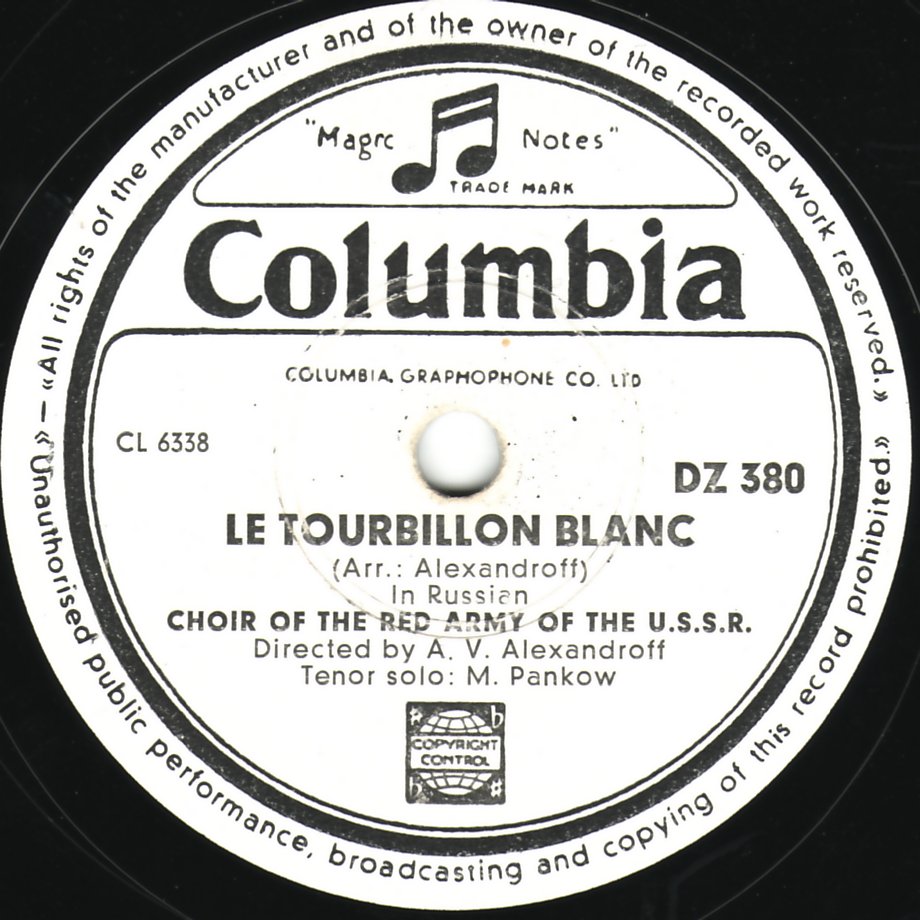 «All rights of the manufacturer and of the owner of the recorded work reserved.» —
"Magic Notes"
TRADE MARK
Columbia
COLUMBIA GRAPHOPHONE CO. LTD
CL 6338
DZ 380
LE TOURBILLON BLANC
(Arr.: Alexandroff)
In Russian
CHOIR OF THE RED ARMY OF THE U.S.S.R.
Directed by A. V. Alexandroff
Tenor solo: M. Pankow
COPYRIGHT
CONTROL
«Unauthorised public performance, broadcasting and copying of this record prohibited.»